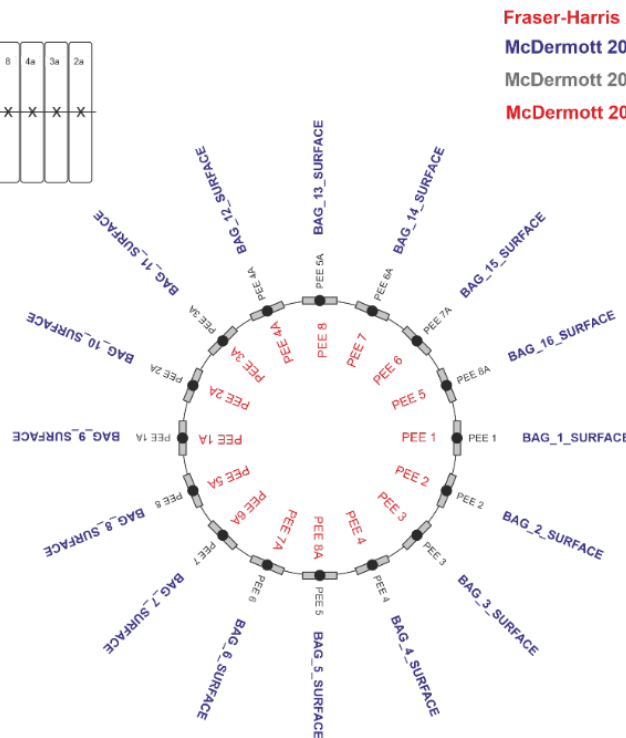 Fraser-Harris
McDermott 20
McDermott 20
McDermott 20
8 4a 3a 2a
X X X X
BAG_13_SURFACE
BAG_14_SURFACE
BAG_15_SURFACE
BAG_16_SURFACE
BAG_1_SURFACE
BAG_2_SURFACE
BAG_3_SURFACE
BAG_4_SURFACE
BAG_5_SURFACE
BAG_6_SURFACE
BAG_7_SURFACE
BAG_8_SURFACE
BAG_9_SURFACE
BAG_10_SURFACE
BAG_11_SURFACE
BAG_12_SURFACE
PEE 5A
PEE 6A
PEE 7A
PEE 8A
PEE 1
PEE 2
PEE 3
PEE 4
PEE 5
PEE 6
PEE 7
PEE 8
PEE 1A
PEE 2A
PEE 3A
PEE 4A
PEE 8
PEE 7
PEE 6
PEE 5
PEE 1
PEE 2
PEE 3
PEE 4
PEE 8A
PEE 7A
PEE 6A
PEE 5A
PEE 1A
PEE 2A
PEE 3A
PEE 4A